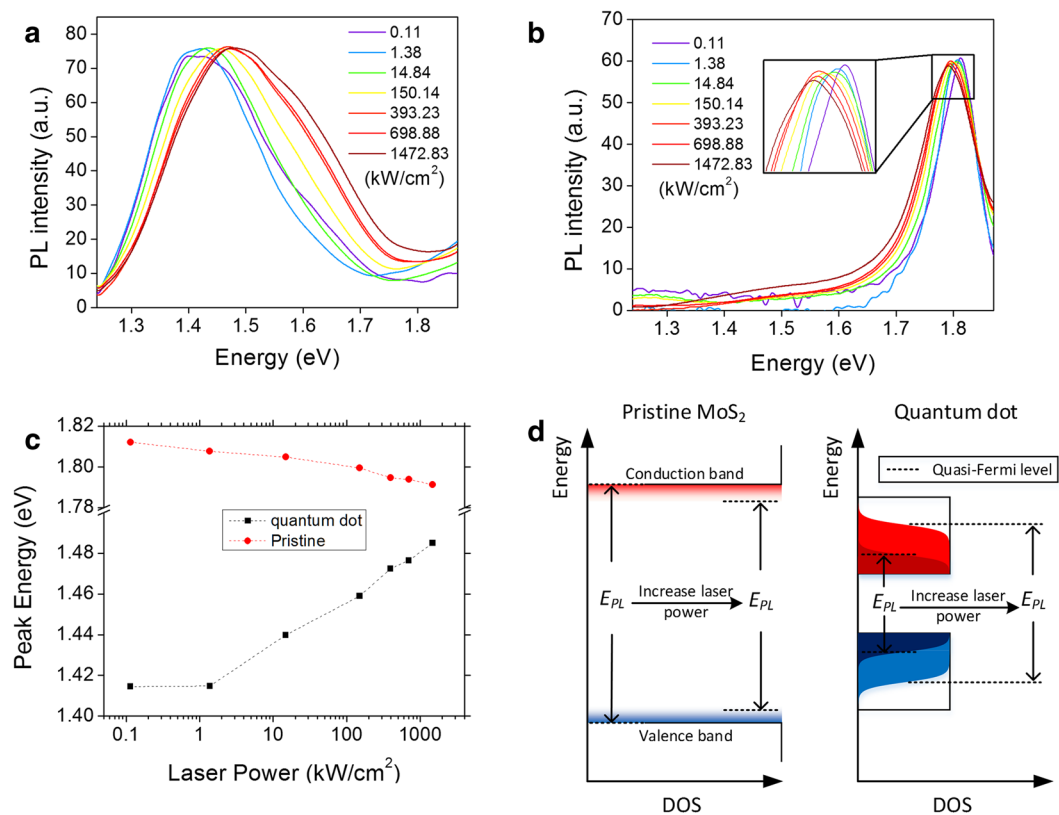 a
PL intensity (a.u.)
80
70
60
50
40
30
20
10
0
1.3 1.4 1.5 1.6 1.7 1.8
Energy (eV)
0.11
1.38
14.84
150.14
393.23
698.88
1472.83
(kW/cm²)
b
PL intensity (a.u.)
70
60
50
40
30
20
10
0
1.3 1.4 1.5 1.6 1.7 1.8
Energy (eV)
0.11
1.38
14.84
150.14
393.23
698.88
1472.83
(kW/cm²)
c
Peak Energy (eV)
1.82
1.80
1.78
1.48
1.46
1.44
1.42
1.40
0.1 1 10 100 1000
Laser Power (kW/cm²)
quantum dot
Pristine
d
Pristine MoS₂
Energy
Conduction band
E_PL
Increase laser
power
E_PL
Valence band
DOS
Quantum dot
Energy
Quasi-Fermi level
E_PL
Increase laser
power
E_PL
DOS